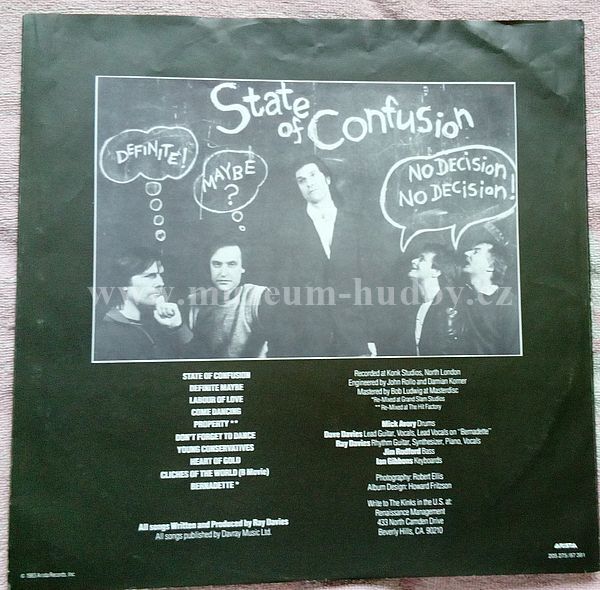 State
of Confusion
DEFINITE!
MAYBE
?
NO DECISION
NO DECISION!
www.muzeum-hudby.cz
STATE OF CONFUSION
DEFINITE MAYBE
LABOUR OF LOVE
COME DANCING
PROPERTY **
DON'T FORGET TO DANCE
YOUNG CONSERVATIVES
HEART OF GOLD
CLICHES OF THE WORLD (B Movie)
BERNADETTE *
All songs Written and Produced by Ray Davies
All songs published by Davray Music Ltd.
Recorded at Konk Studios, North London
Engineered by John Rollo and Damian Korner
Mastered by Bob Ludwig at Masterdisc
*Re-Mixed at Grand Slam Studios
** Re-Mixed at The Hit Factory
Mick Avory Drums
Dave Davies Lead Guitar, Vocals, Lead Vocals on "Bernadette"
Ray Davies Rhythm Guitar, Synthesizer, Piano, Vocals
Jim Rodford Bass
Ian Gibbons Keyboards
Photography: Robert Ellis
Album Design: Howard Fritzson
Write to The Kinks in the U.S. at:
Renaissance Management
433 North Camden Drive
Beverly Hills, CA. 90210
ARISTA
205 275/67 381
© 1983 Arista Records, Inc